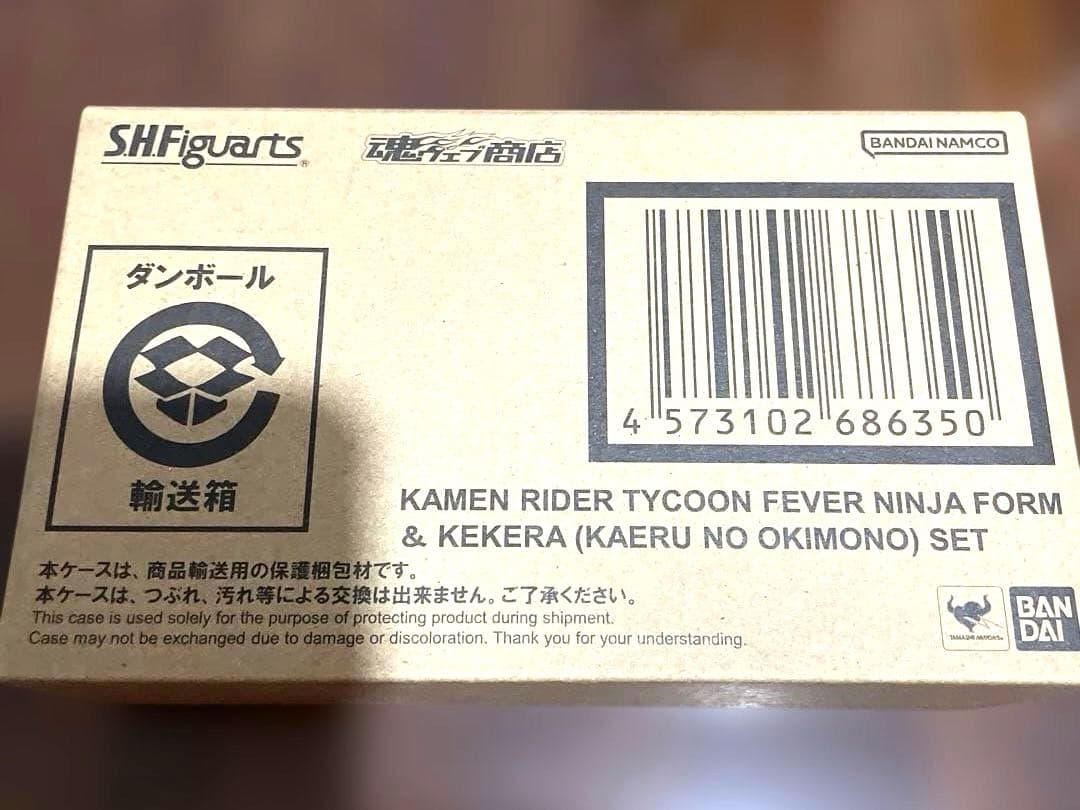 S.H.Figuarts
魂ウェブ商店
BANDAI NAMCO
ダンボール
輸送箱
4 573102 686350
KAMEN RIDER TYCOON FEVER NINJA FORM
& KEKERA (KAERU NO OKIMONO) SET
本ケースは、商品輸送用の保護梱包材です。
本ケースは、つぶれ、汚れ等による交換は出来ません。ご了承ください。
This case is used solely for the purpose of protecting product during shipment.
Case may not be exchanged due to damage or discoloration. Thank you for your understanding.
TAMASHII NATIONS
BAN
DAI